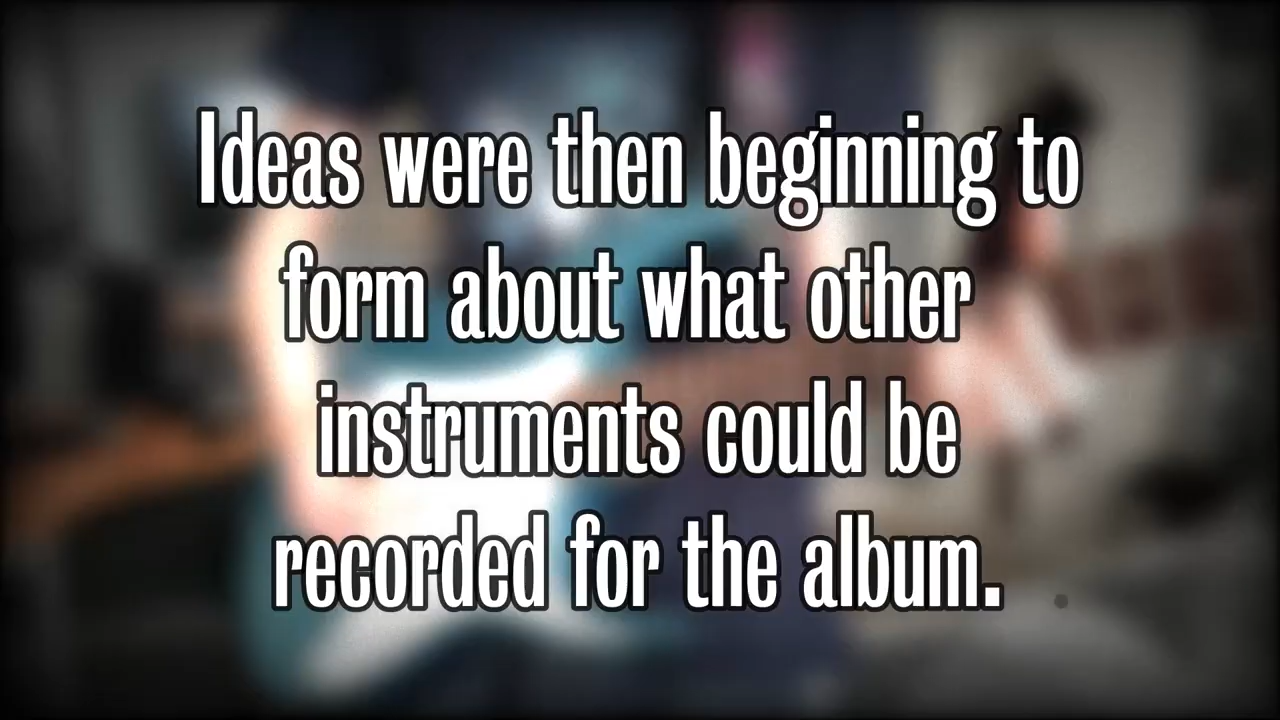 Ideas were then beginning to
form about what other
instruments could be
recorded for the album.